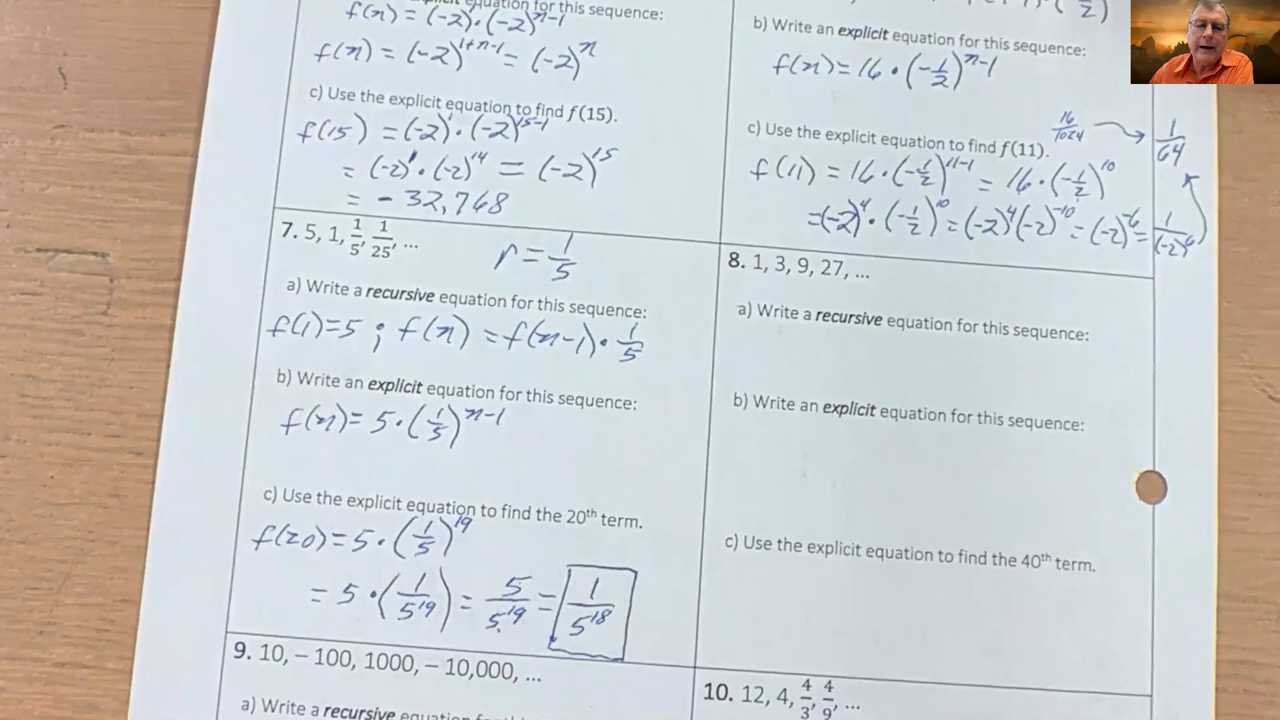 equation for this sequence:
f(n) = (-2)·(-2)^n-1
f(n) = (-2)^1+n-1 = (-2)^n
c) Use the explicit equation to find f(15).
f(15) = (-2)^1·(-2)^15-1
= (-2)^1·(-2)^14 = (-2)^15
= - 32,768
b) Write an explicit equation for this sequence:
f(n) = 16·(-1/2)^n-1
c) Use the explicit equation to find f(11).
16/1024
1/64
f(11) = 16·(-1/2)^11-1 = 16·(-1/2)^10
= (-2)^4·(-1/2)^10 = (-2)^4(-2)^-10 = (-2)^-6 = 1/(-2)^6
7. 5, 1, 1/5, 1/25, ...
r = 1/5
a) Write a recursive equation for this sequence:
f(1)=5 ; f(n) = f(n-1)·1/5
b) Write an explicit equation for this sequence:
f(n) = 5·(1/5)^n-1
c) Use the explicit equation to find the 20th term.
f(20) = 5·(1/5)^19
= 5·(1/5^19) = 5/5^19 = 1/5^18
8. 1, 3, 9, 27, ...
a) Write a recursive equation for this sequence:
b) Write an explicit equation for this sequence:
c) Use the explicit equation to find the 40th term.
9. 10, – 100, 1000, – 10,000, ...
a) Write a recursive equation
10. 12, 4, 4/3, 4/9, ...